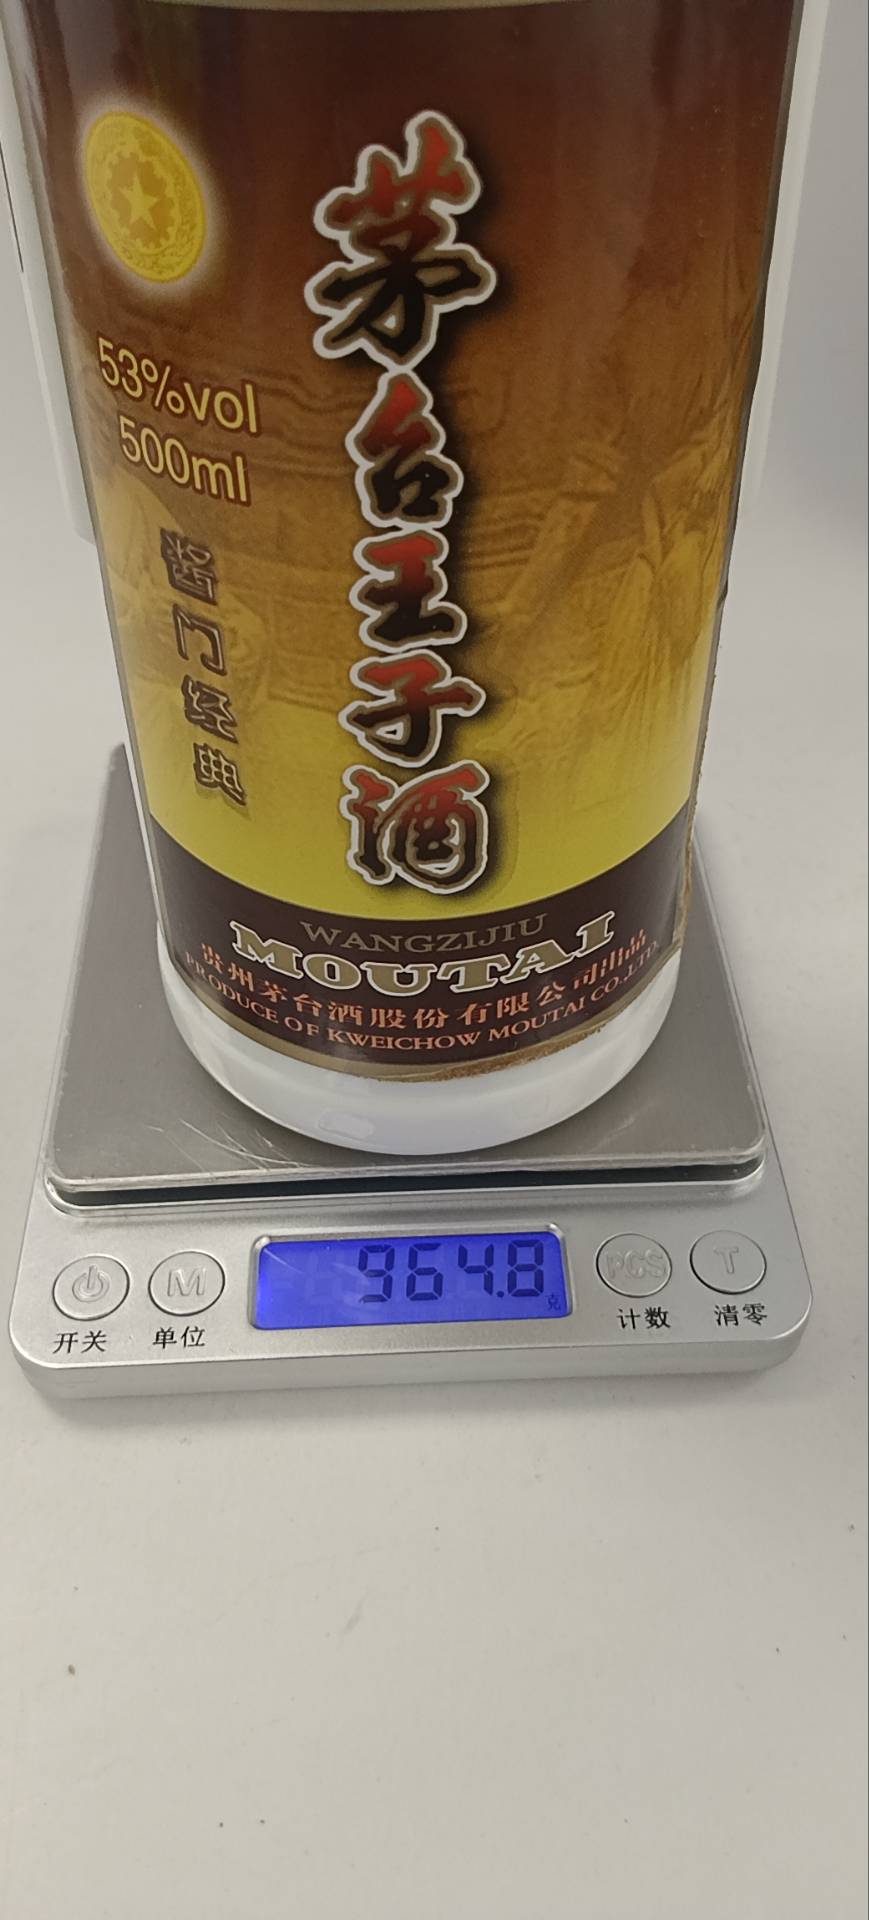 茅台王子酒
53%vol
500ml
酱门经典
WANGZIJIU
MOUTAI
贵州茅台酒股份有限公司出品
PRODUCE OF KWEICHOW MOUTAI CO.,LTD.
964.8
克
M
PCS
T
开关
单位
计数
清零